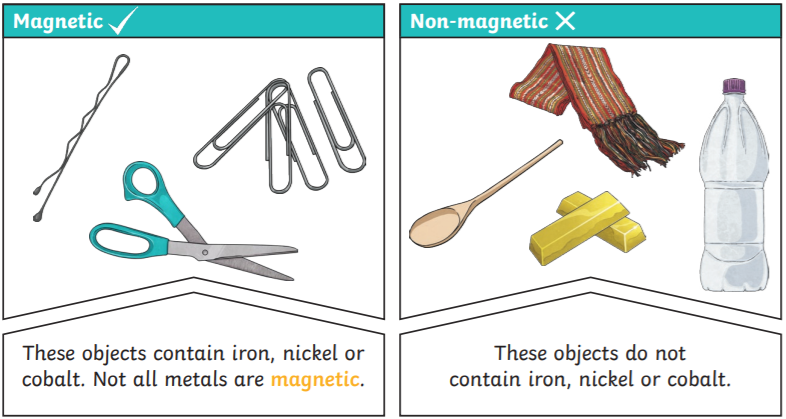 Magnetic
These objects contain iron, nickel or
cobalt. Not all metals are magnetic.
Non-magnetic
These objects do not
contain iron, nickel or cobalt.